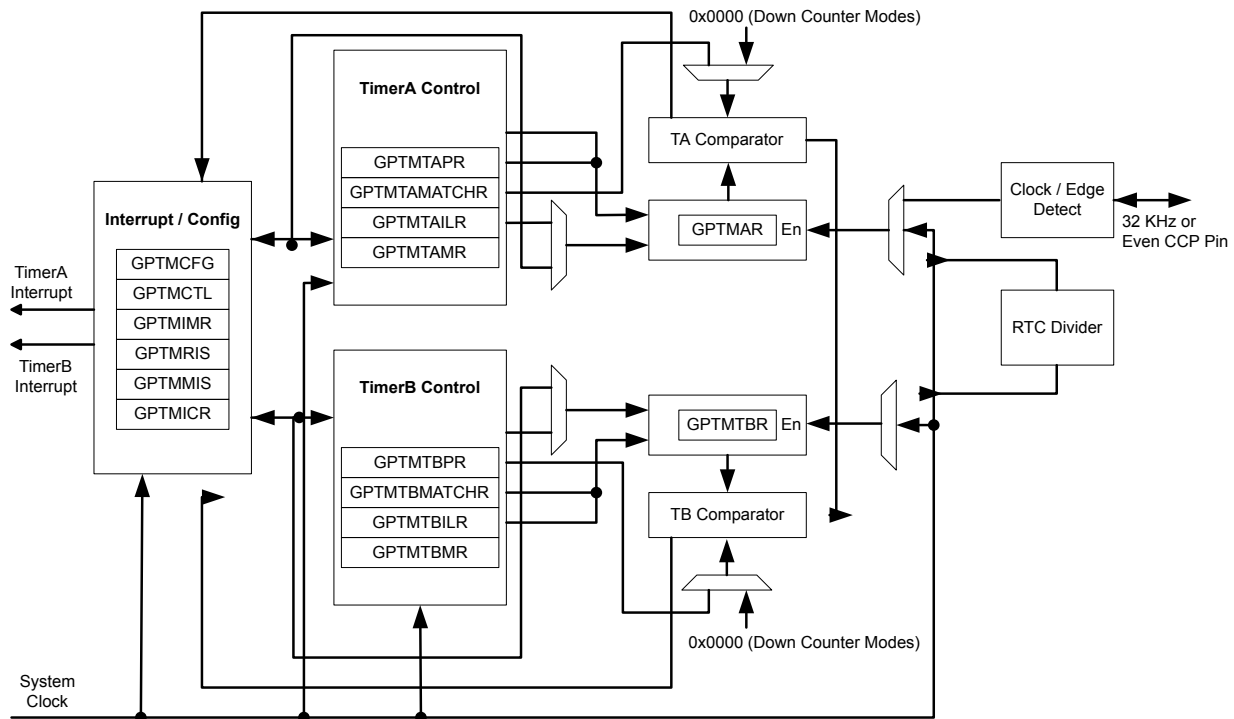 0x0000 (Down Counter Modes)
TimerA Control
GPTMTAPR
GPTMTAMATCHR
GPTMTAILR
GPTMTAMR
TA Comparator
GPTMAR
En
Clock / Edge
Detect
32 KHz or
Even CCP Pin
RTC Divider
Interrupt / Config
GPTMCFG
GPTMCTL
GPTMIMR
GPTMRIS
GPTMMIS
GPTMICR
TimerA
Interrupt
TimerB
Interrupt
TimerB Control
GPTMTBPR
GPTMTBMATCHR
GPTMTBILR
GPTMTBMR
GPTMTBR
En
TB Comparator
0x0000 (Down Counter Modes)
System
Clock